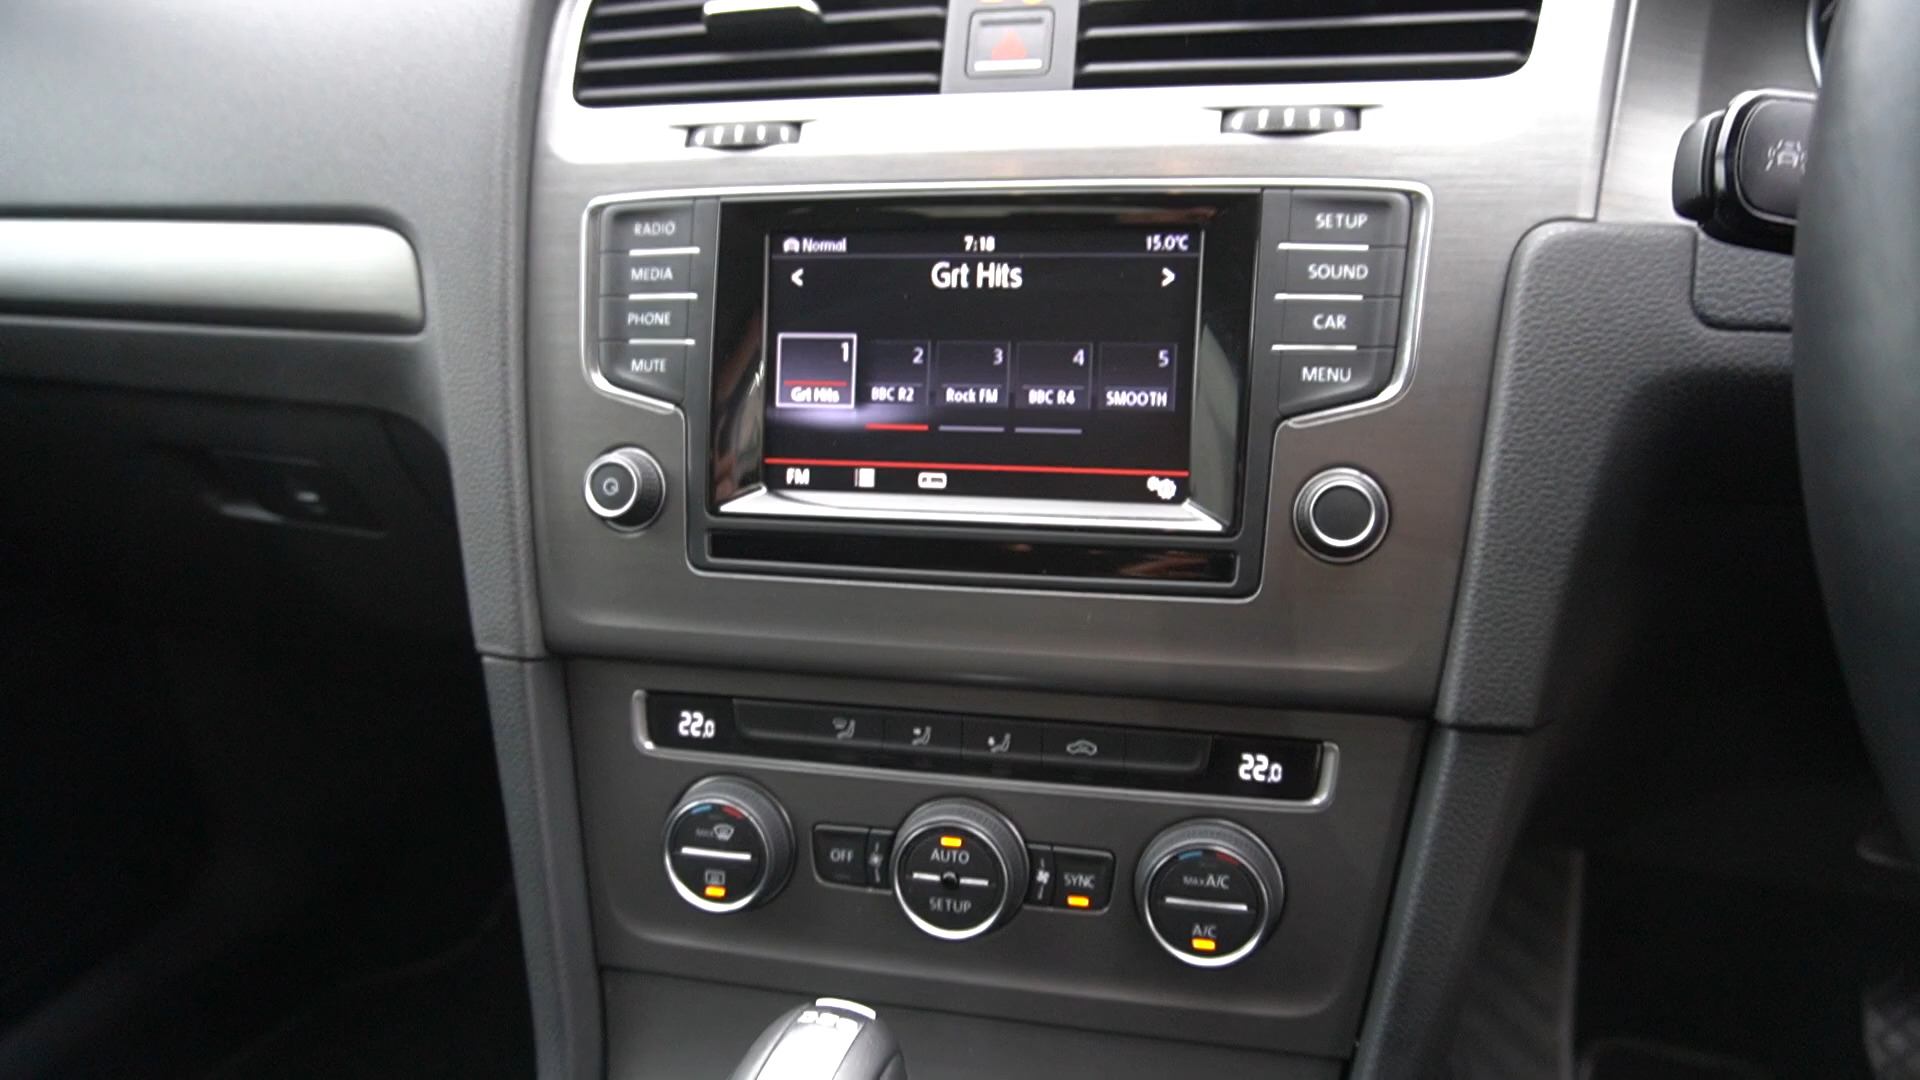 RADIO
MEDIA
PHONE
MUTE
Normal 7:18 15.0°C
< Grt Hits >
1 2 3 4 5
Grt Hits BBC R2 Rock FM BBC R4 SMOOTH
FM
SETUP
SOUND
CAR
MENU
22.0 22.0
MAX
OFF
AUTO
SETUP
SYNC
MAX A/C
A/C